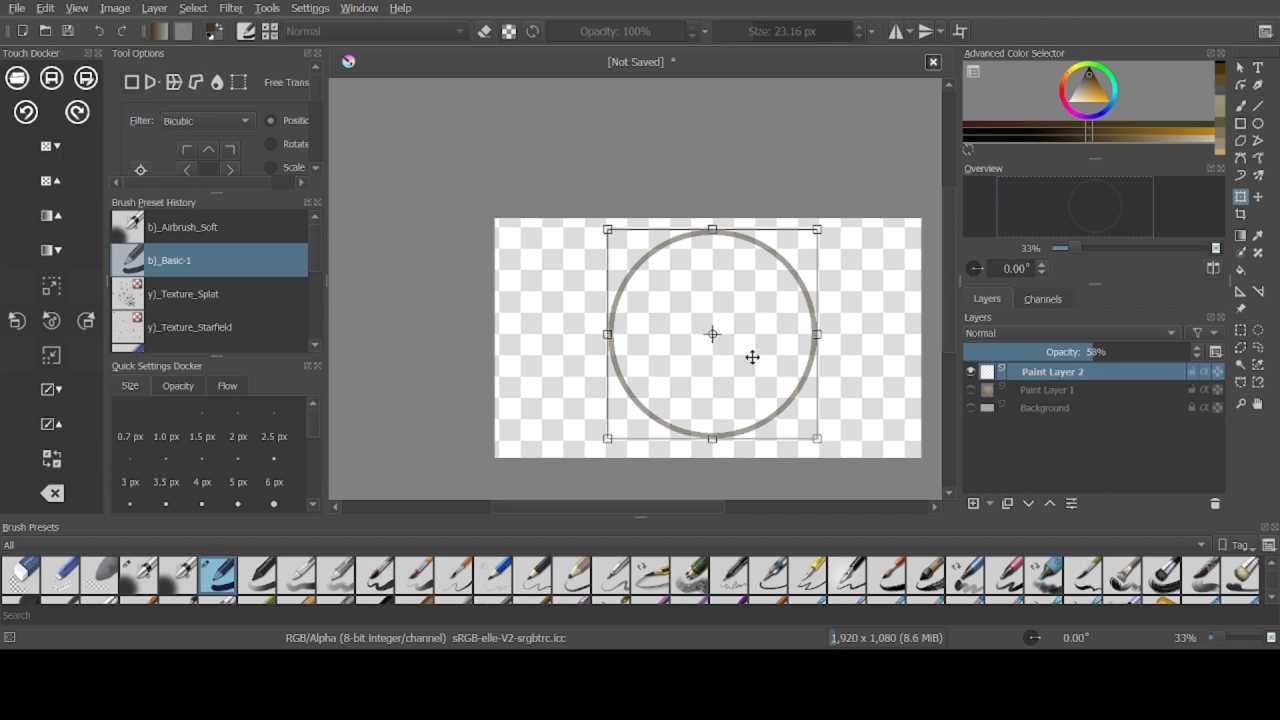 File Edit View Image Layer Select Filter Tools Settings Window Help
Normal Opacity: 100% Size: 23.16 px
Touch Docker
Tool Options
Free Trans
Filter: Bicubic
Positic
Rotate
Scale
Brush Preset History
b)_Airbrush_Soft
b)_Basic-1
y)_Texture_Splat
y)_Texture_Starfield
Quick Settings Docker
Size Opacity Flow
0.7 px 1.0 px 1.5 px 2 px 2.5 px
3 px 3.5 px 4 px 5 px 6 px
[Not Saved] *
Advanced Color Selector
Overview
33%
0.00°
Layers Channels
Layers
Normal
Opacity: 58%
Paint Layer 2
Paint Layer 1
Background
Brush Presets
All Tag
Search
RGB/Alpha (8-bit integer/channel) sRGB-elle-V2-srgbtrc.icc 1,920 x 1,080 (8.6 MiB) 0.00° 33%